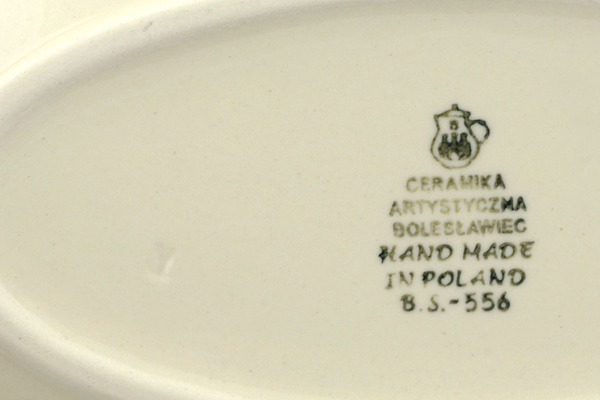 CERAMIKA
ARTYSTYCZNA
BOLESŁAWIEC
HAND MADE
IN POLAND
B.S.-556